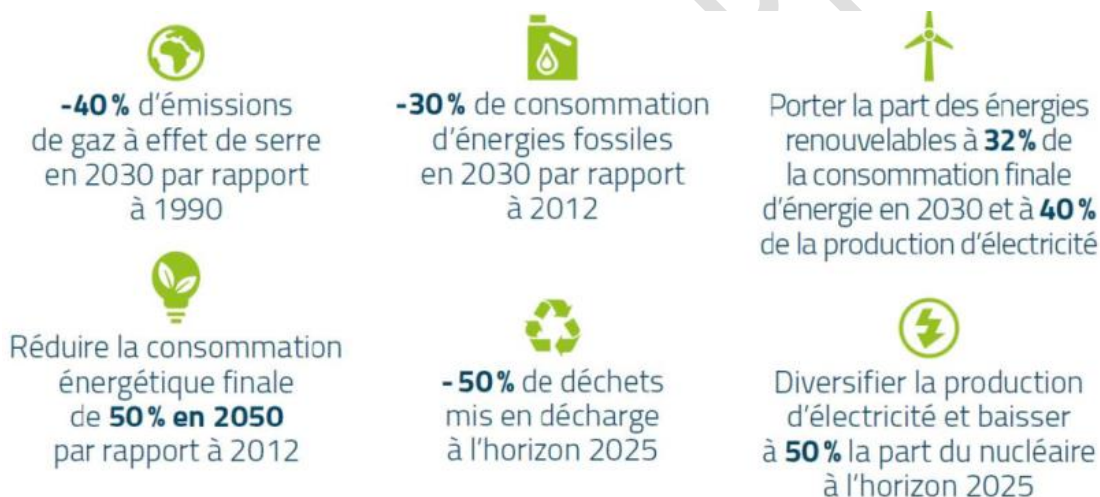 -40 % d'émissions
de gaz à effet de serre
en 2030 par rapport
à 1990
-30 % de consommation
d'énergies fossiles
en 2030 par rapport
à 2012
Porter la part des énergies
renouvelables à 32 % de
la consommation finale
d'énergie en 2030 et à 40 %
de la production d'électricité
Réduire la consommation
énergétique finale
de 50 % en 2050
par rapport à 2012
- 50 % de déchets
mis en décharge
à l'horizon 2025
Diversifier la production
d'électricité et baisser
à 50 % la part du nucléaire
à l'horizon 2025